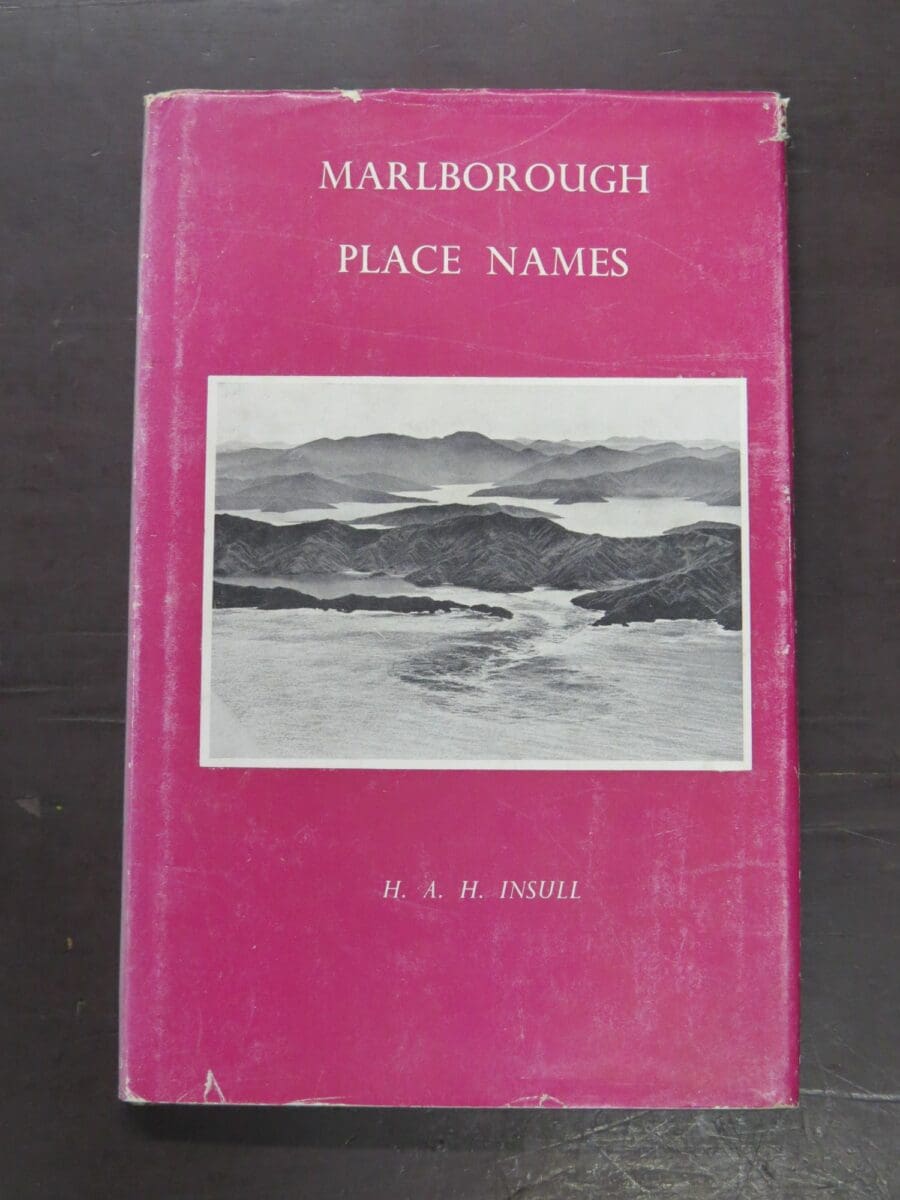 MARLBOROUGH
PLACE NAMES
H. A. H. INSULL